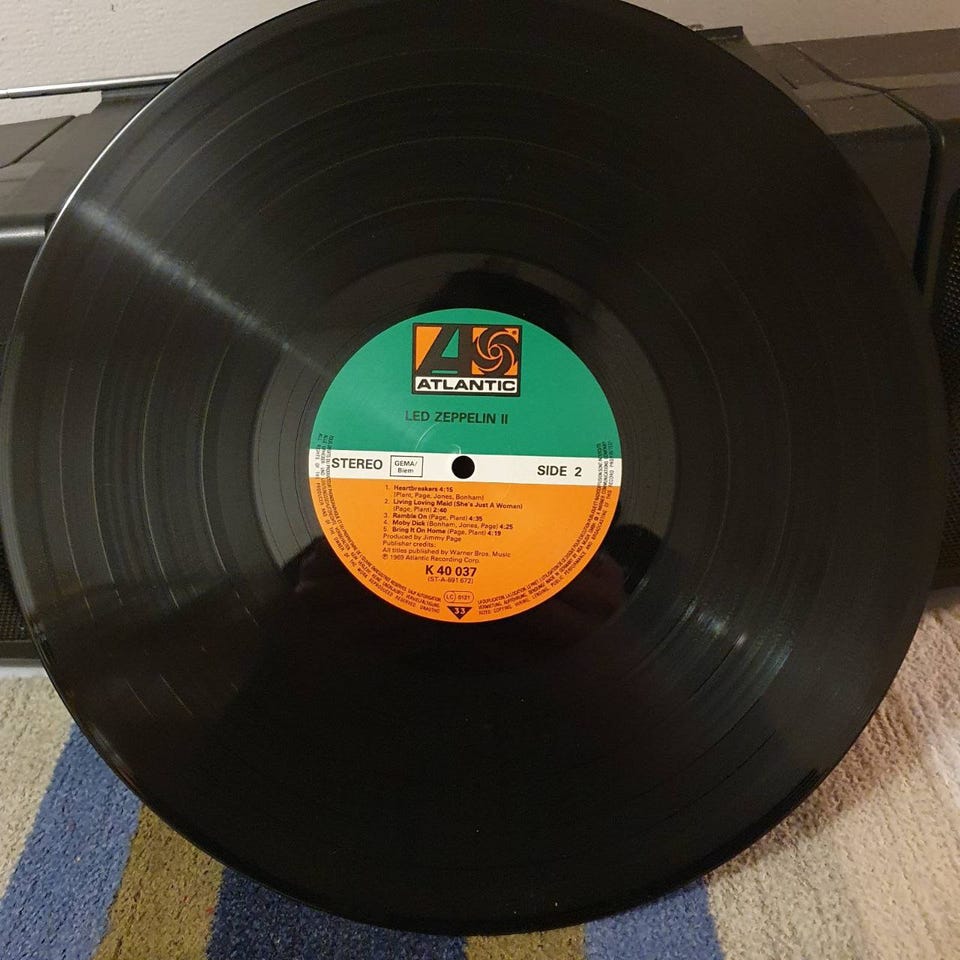 ATLANTIC
LED ZEPPELIN II
STEREO GEMA/ Biem SIDE 2
1. Heartbreakers 4:15
(Plant, Page, Jones, Bonham)
2. Living Loving Maid (She's Just A Woman)
(Page, Plant) 2:40
3. Ramble On (Page, Plant) 4:35
4. Moby Dick (Bonham, Jones, Page) 4:25
5. Bring It On Home (Page, Plant) 4:19
Produced by Jimmy Page
Publisher credits:
All titles published by Warner Bros. Music
℗ 1969 Atlantic Recording Corp.
K 40 037
(ST-A-691 672)
LC 0121
33